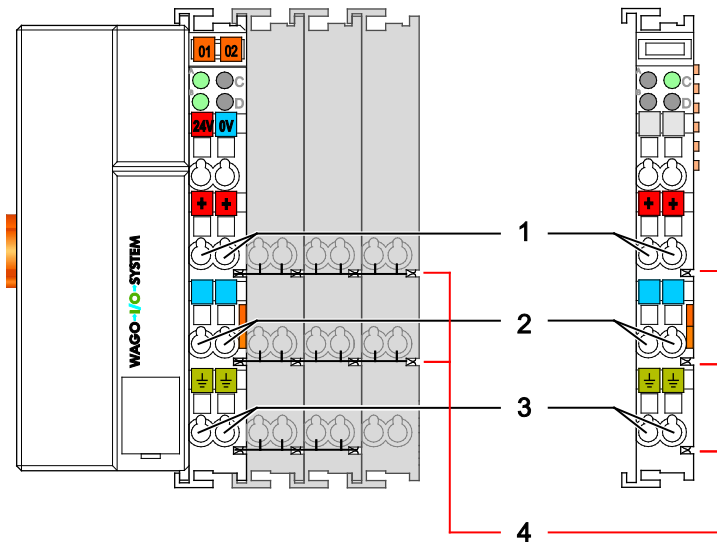 01 02
A C
B D
24V 0V
+ +
WAGO-I/O-SYSTEM
A C
B D
+ +
1
2
3
4